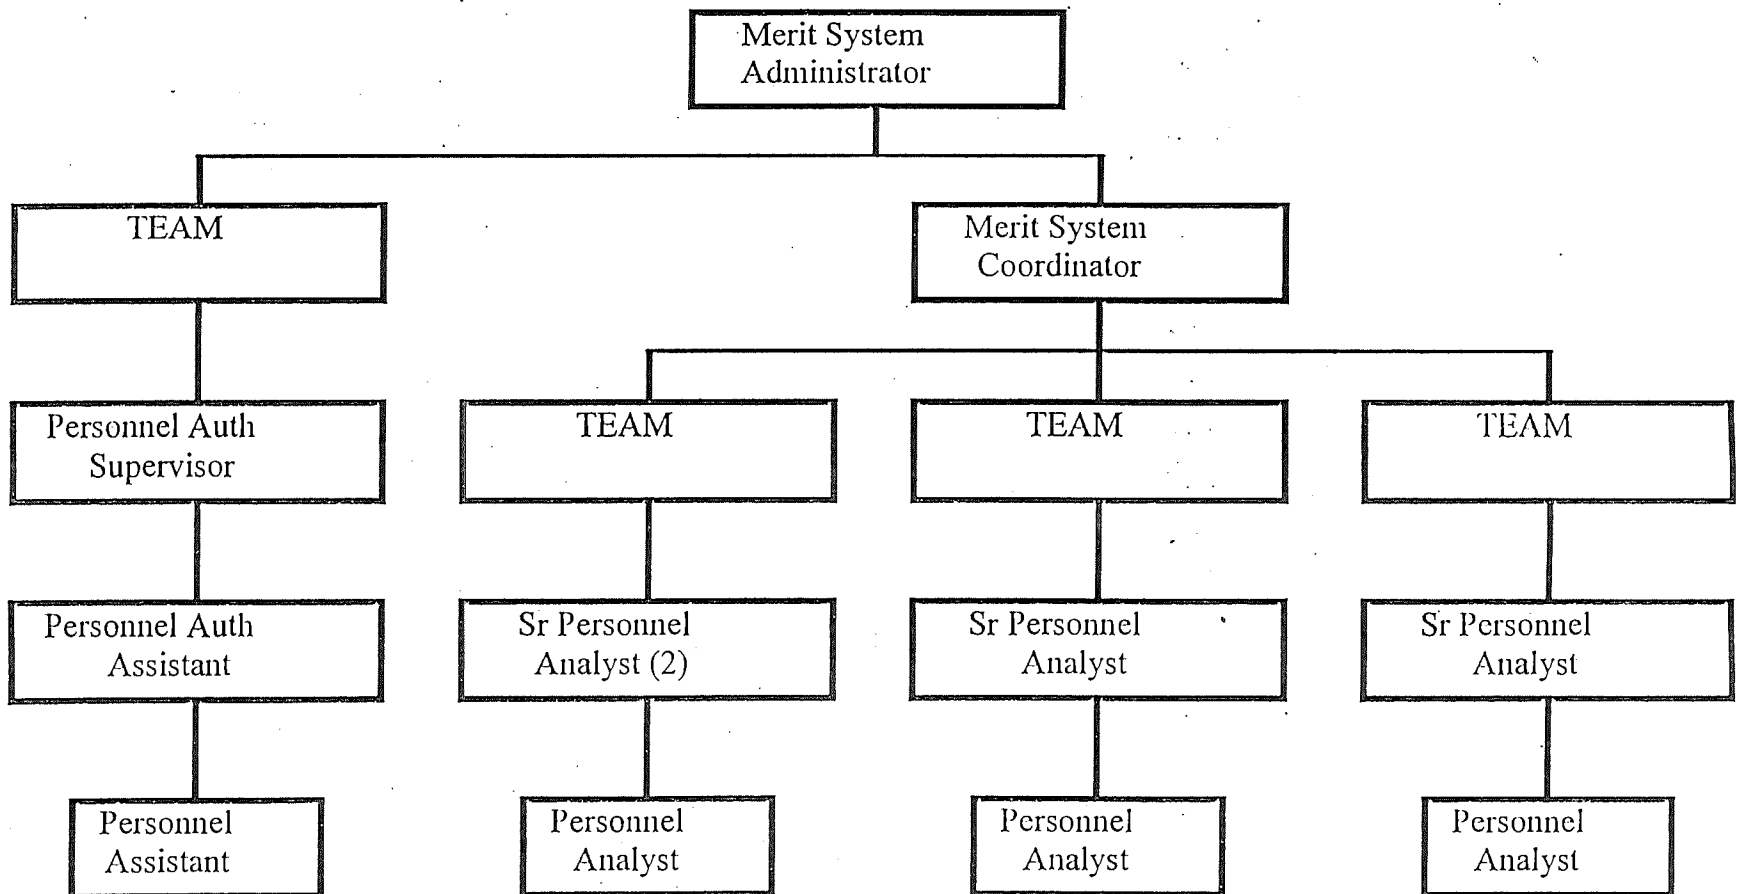 Merit System
Administrator
TEAM
Merit System
Coordinator
Personnel Auth
Supervisor
TEAM
TEAM
TEAM
Personnel Auth
Assistant
Sr Personnel
Analyst (2)
Sr Personnel
Analyst
Sr Personnel
Analyst
Personnel
Assistant
Personnel
Analyst
Personnel
Analyst
Personnel
Analyst